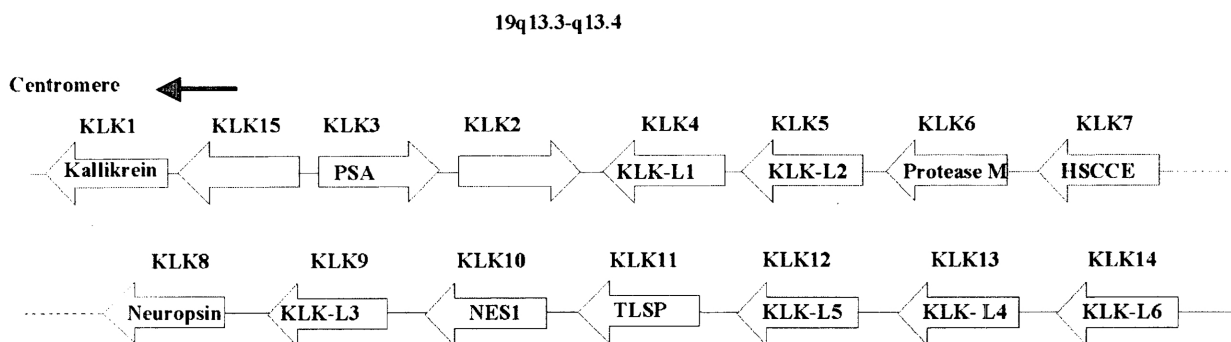 19q13.3-q13.4
Centromere
KLK1 KLK15 KLK3 KLK2 KLK4 KLK5 KLK6 KLK7
Kallikrein PSA KLK-L1 KLK-L2 Protease M HSCCE
KLK8 KLK9 KLK10 KLK11 KLK12 KLK13 KLK14
Neuropsin KLK-L3 NES1 TLSP KLK-L5 KLK- L4 KLK-L6